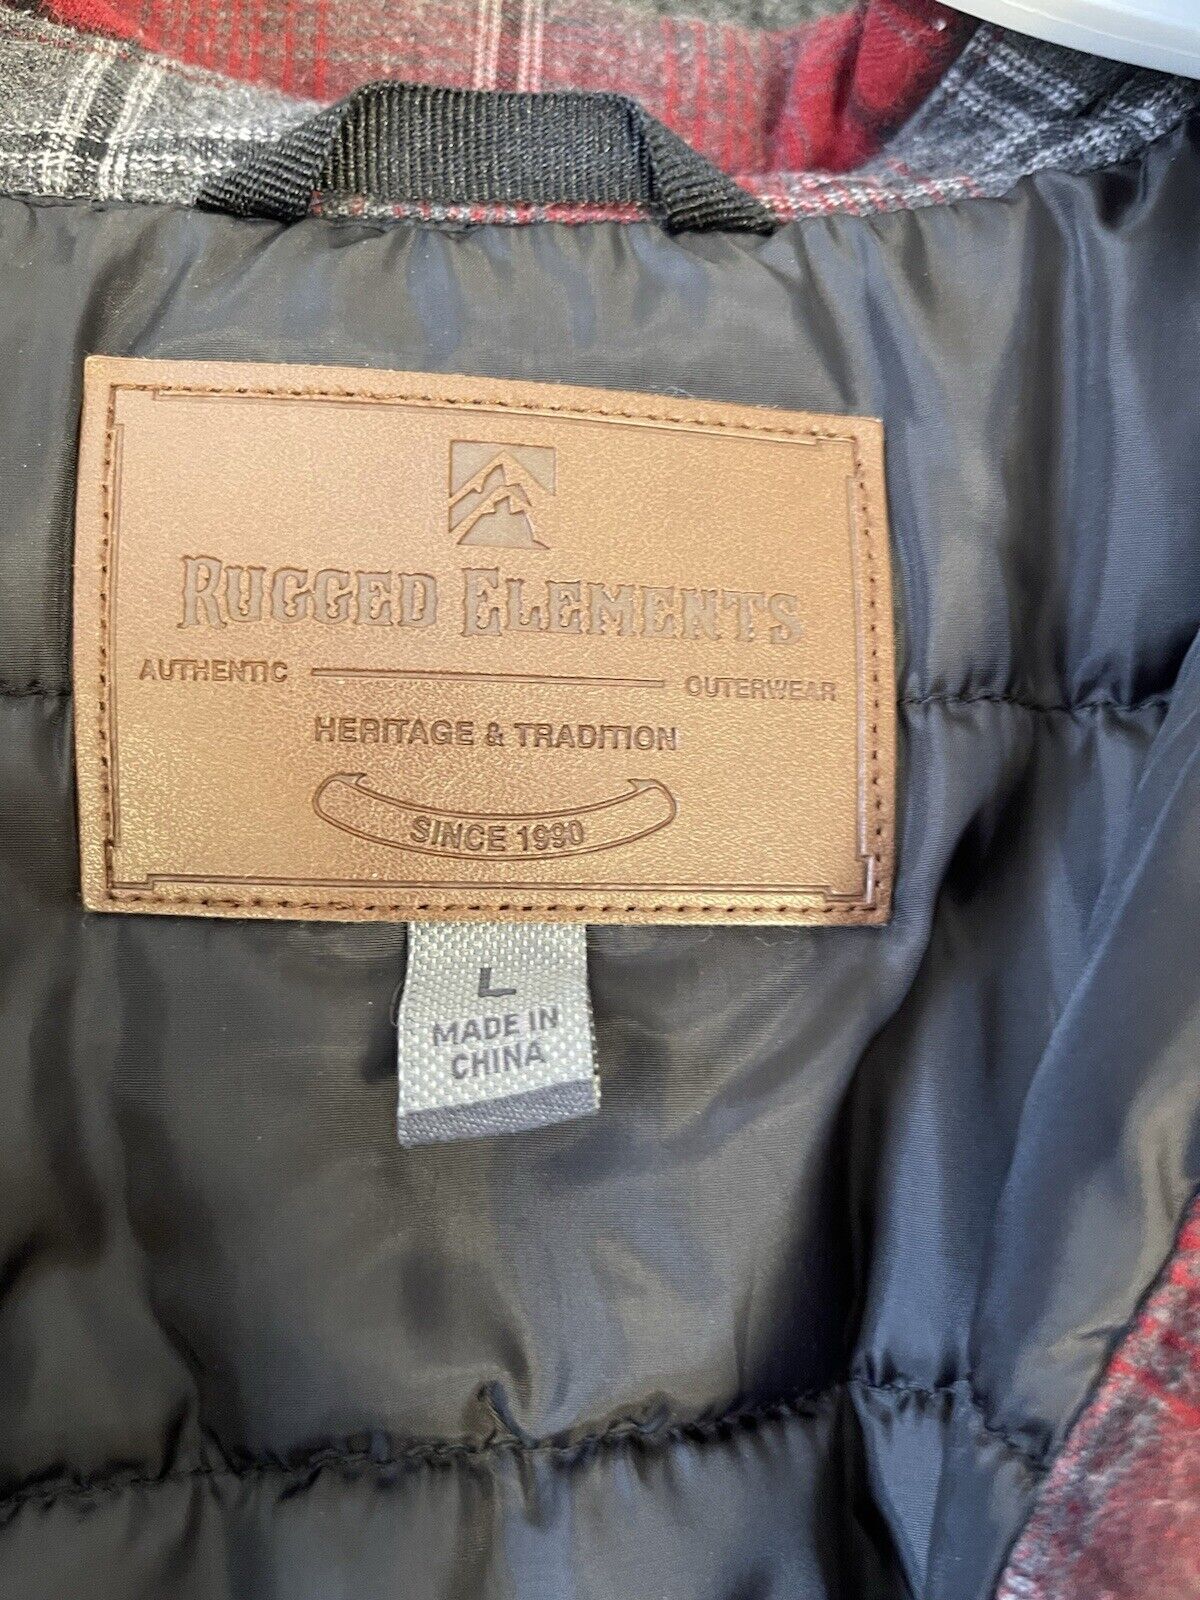 RUGGED ELEMENTS
AUTHENTIC OUTERWEAR
HERITAGE & TRADITION
SINCE 1990
L
MADE IN
CHINA